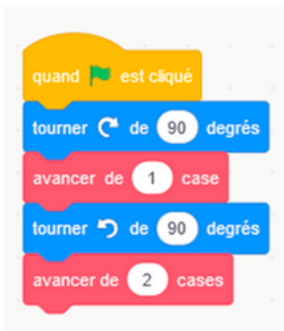 quand est cliqué
tourner de 90 degrés
avancer de 1 case
tourner de 90 degrés
avancer de 2 cases